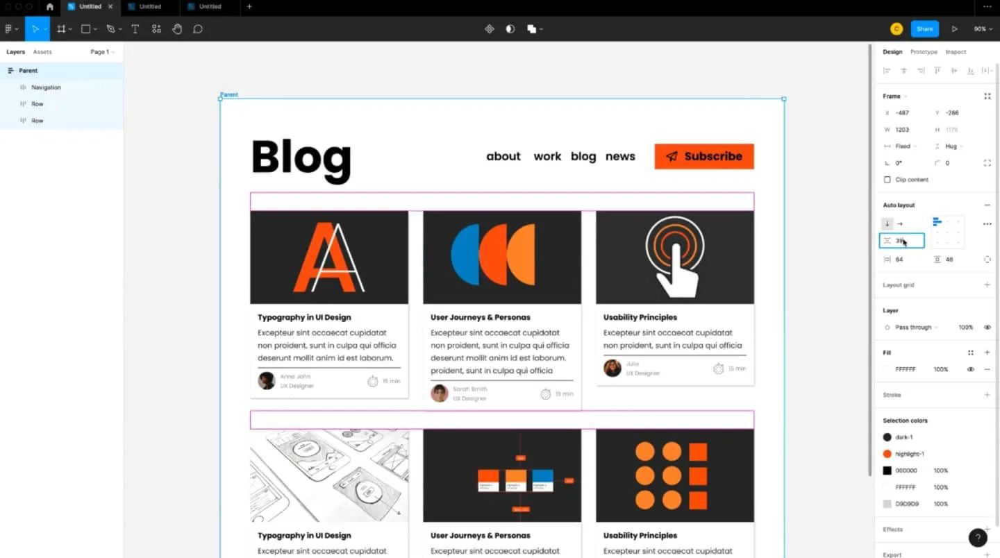 Untitled
Untitled
Untitled
C
Share
90%
Layers Assets Page 1
Parent
Navigation
Row
Row
Parent
Blog
about work blog news
Subscribe
Typography in UI Design
Excepteur sint occaecat cupidatat
non proident, sunt in culpa qui officia
deserunt mollit anim id est laborum.
Anna John
UX Designer
15 min
User Journeys & Personas
Excepteur sint occaecat cupidatat
non proident, sunt in culpa qui officia
deserunt mollit anim id est laborum.
proident, sunt in culpa qui officia
Sarah Smith
UX Designer
15 min
Usability Principles
Excepteur sint occaecat cupidatat
non proident, sunt in culpa qui officia
Julie
UX Designer
15 min
Typography in UI Design
Excepteur sint occaecat cupidatat
User Journeys & Personas
Excepteur sint occaecat cupidatat
Usability Principles
Excepteur sint occaecat cupidatat
Design Prototype Inspect
Frame
X -487 Y -286
W 1203 H 1179
Fixed Hug
0° 0
Clip content
Auto layout
64 46
Layout grid
Layer
Pass through 100%
Fill
FFFFFF 100%
Stroke
Selection colors
dark-1
highlight-1
000000 100%
FFFFFF 100%
D9D9D9 100%
Effects
?
Export